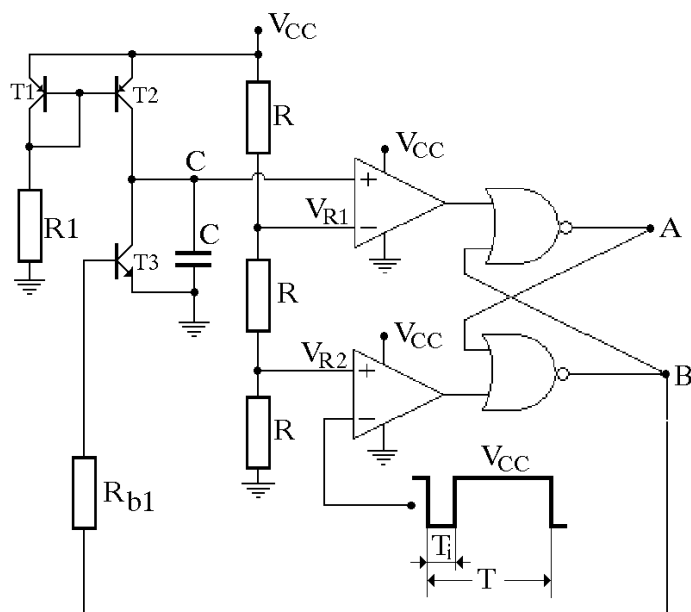 VCC
T1
T2
R
C
VCC
+
VR1
−
A
R1
T3
C
R
VCC
VR2
+
B
−
R
VCC
Rb1
Ti
T